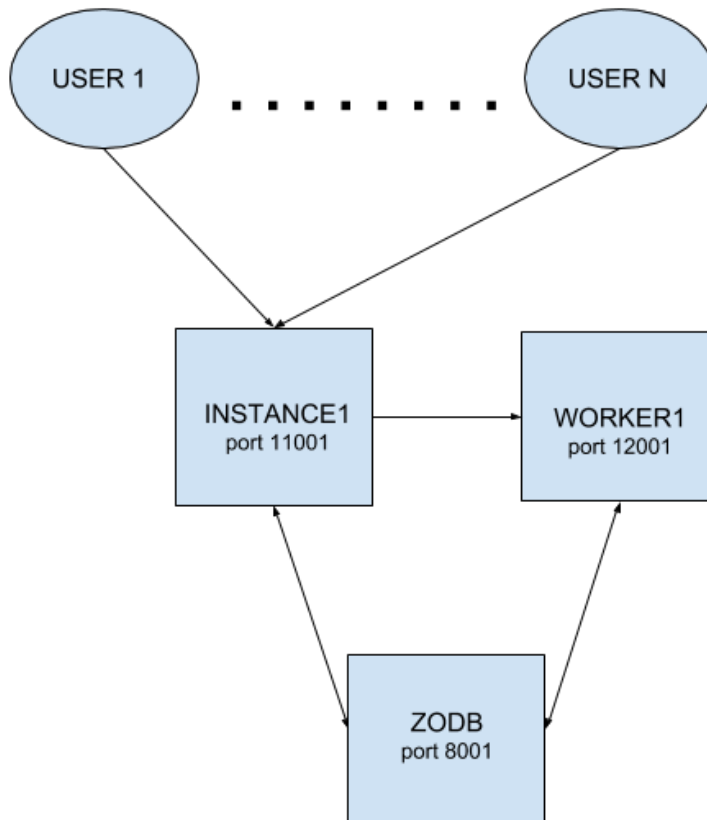 USER 1
USER N
INSTANCE1
port 11001
WORKER1
port 12001
ZODB
port 8001